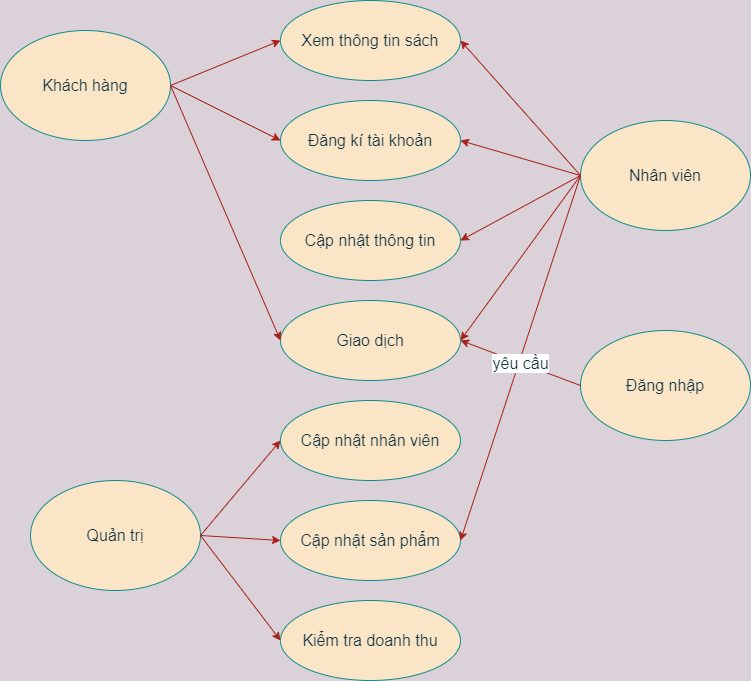 Xem thông tin sách
Khách hàng
Đăng kí tài khoản
Nhân viên
Cập nhật thông tin
Giao dịch
yêu cầu
Đăng nhập
Cập nhật nhân viên
Quản trị
Cập nhật sản phẩm
Kiểm tra doanh thu